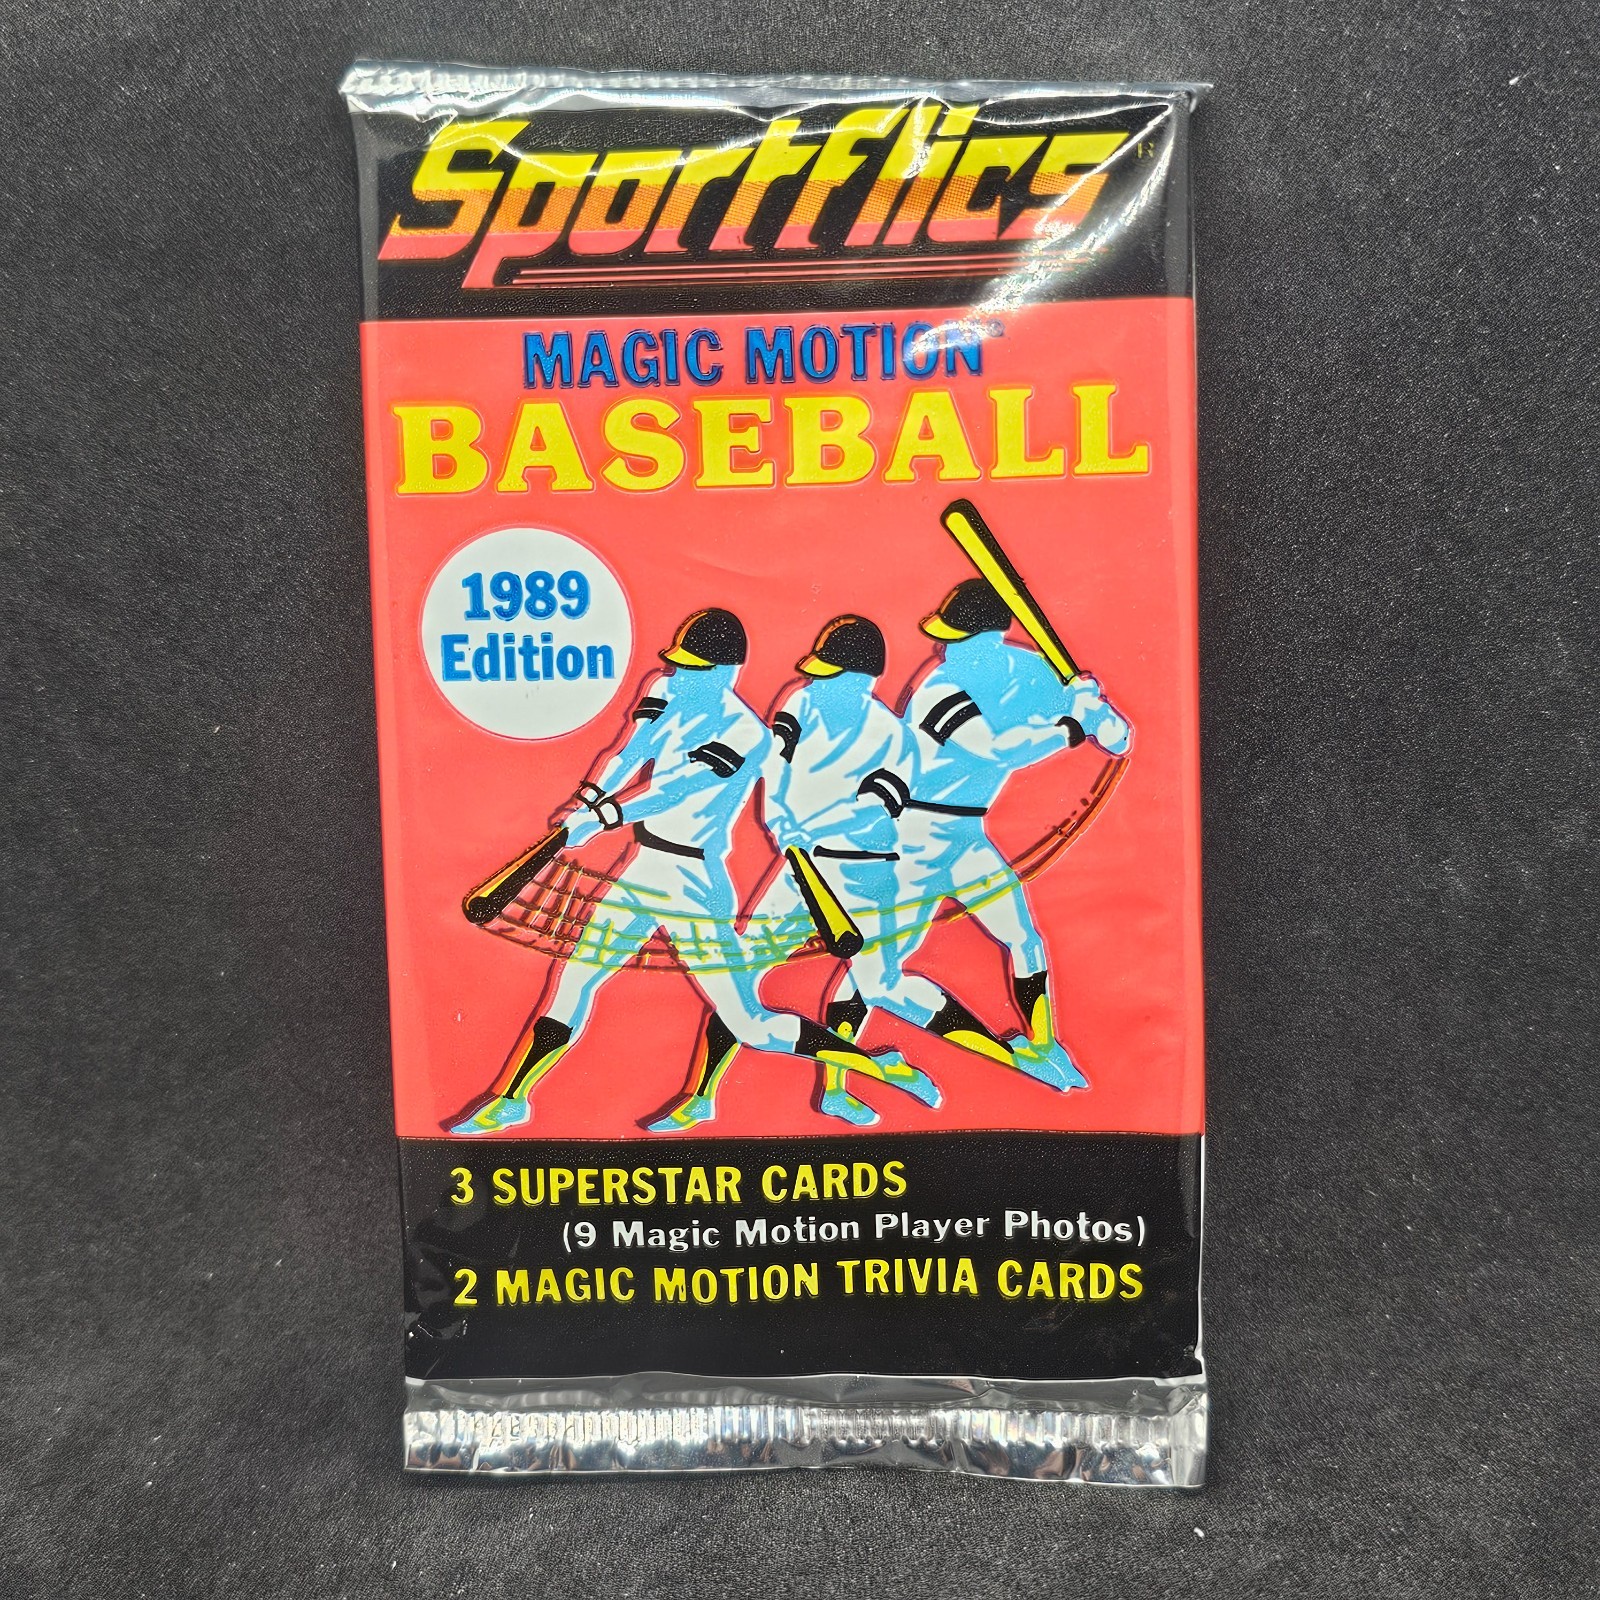 Sportflics®
MAGIC MOTION®
BASEBALL
1989
Edition
3 SUPERSTAR CARDS
(9 Magic Motion Player Photos)
2 MAGIC MOTION TRIVIA CARDS